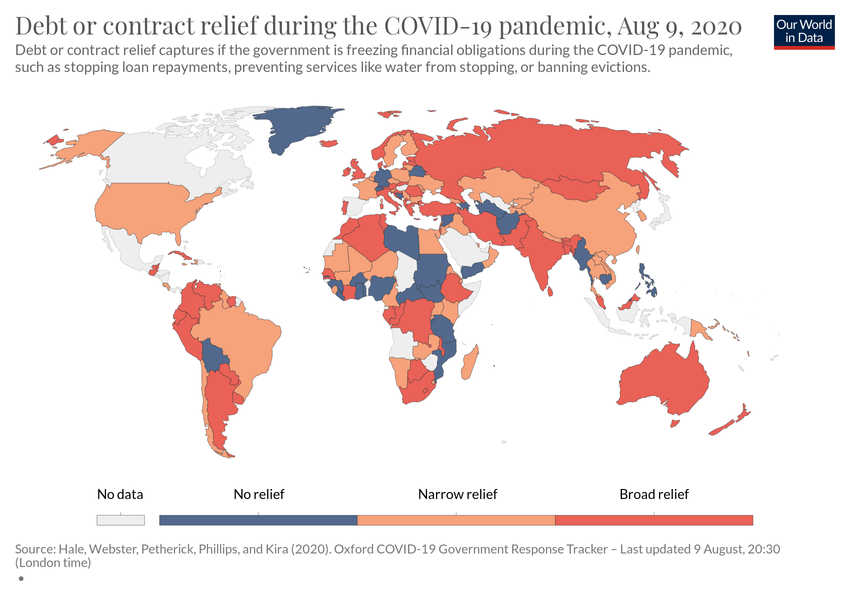 Debt or contract relief during the COVID-19 pandemic, Aug 9, 2020
Our World
in Data
Debt or contract relief captures if the government is freezing financial obligations during the COVID-19 pandemic,
such as stopping loan repayments, preventing services like water from stopping, or banning evictions.
No data
No relief
Narrow relief
Broad relief
Source: Hale, Webster, Petherick, Phillips, and Kira (2020). Oxford COVID-19 Government Response Tracker – Last updated 9 August, 20:30
(London time)